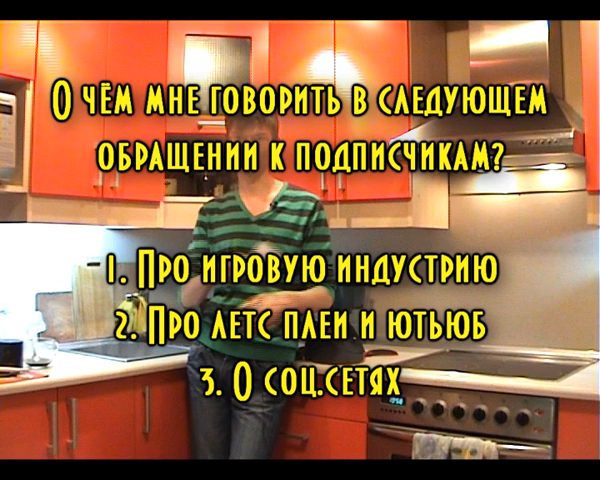 О чём мне говорить в следующем
обращении к подписчикам?
1. Про игровую индустрию
2. Про летс плеи и ютьюб
3. О соц.сетях